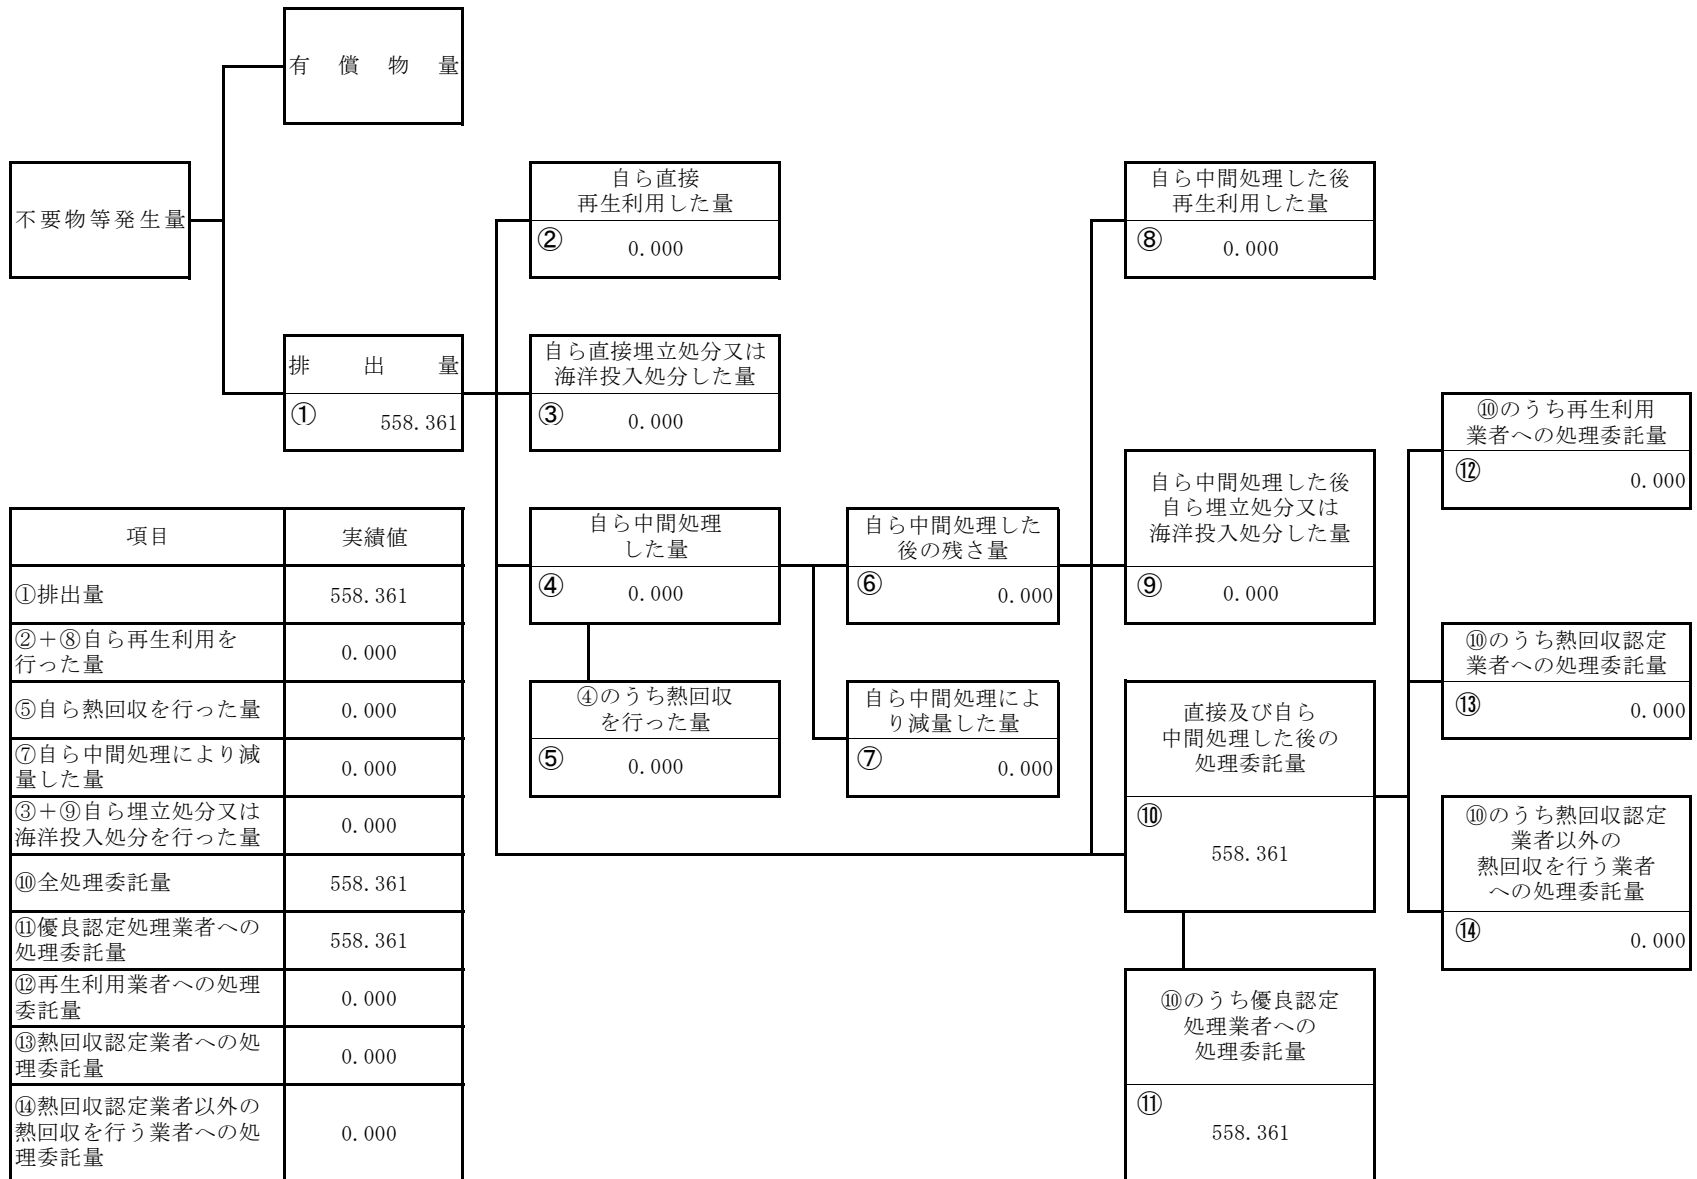 有償物量
不要物等発生量
自ら直接
再生利用した量
② 0.000
自ら中間処理した後
再生利用した量
⑧ 0.000
排出量
① 558.361
自ら直接埋立処分又は
海洋投入処分した量
③ 0.000
⑩のうち再生利用
業者への処理委託量
⑫ 0.000
自ら中間処理した後
自ら埋立処分又は
海洋投入処分した量
⑨ 0.000
自ら中間処理
した量
④ 0.000
自ら中間処理した
後の残さ量
⑥ 0.000
⑩のうち熱回収認定
業者への処理委託量
⑬ 0.000
④のうち熱回収
を行った量
⑤ 0.000
自ら中間処理によ
り減量した量
⑦ 0.000
直接及び自ら
中間処理した後の
処理委託量
⑩
558.361
⑩のうち熱回収認定
業者以外の
熱回収を行う業者
への処理委託量
⑭ 0.000
⑩のうち優良認定
処理業者への
処理委託量
⑪
558.361
項目 実績値
①排出量 558.361
②+⑧自ら再生利用を
行った量 0.000
⑤自ら熱回収を行った量 0.000
⑦自ら中間処理により減
量した量 0.000
③+⑨自ら埋立処分又は
海洋投入処分を行った量 0.000
⑩全処理委託量 558.361
⑪優良認定処理業者への
処理委託量 558.361
⑫再生利用業者への処理
委託量 0.000
⑬熱回収認定業者への処
理委託量 0.000
⑭熱回収認定業者以外の
熱回収を行う業者への処 0.000
理委託量